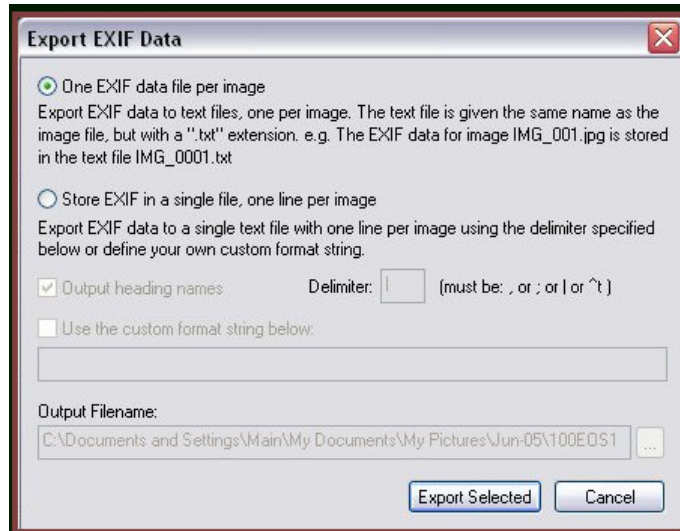 Export EXIF Data
One EXIF data file per image
Export EXIF data to text files, one per image. The text file is given the same name as the
image file, but with a ".txt" extension. e.g. The EXIF data for image IMG_001.jpg is stored
in the text file IMG_0001.txt
Store EXIF in a single file, one line per image
Export EXIF data to a single text file with one line per image using the delimiter specified
below or define your own custom format string.
Output heading names Delimiter: | (must be: , or ; or | or ^t )
Use the custom format string below:
Output Filename:
C:\Documents and Settings\Main\My Documents\My Pictures\Jun-05\100EOS1 ...
Export Selected Cancel